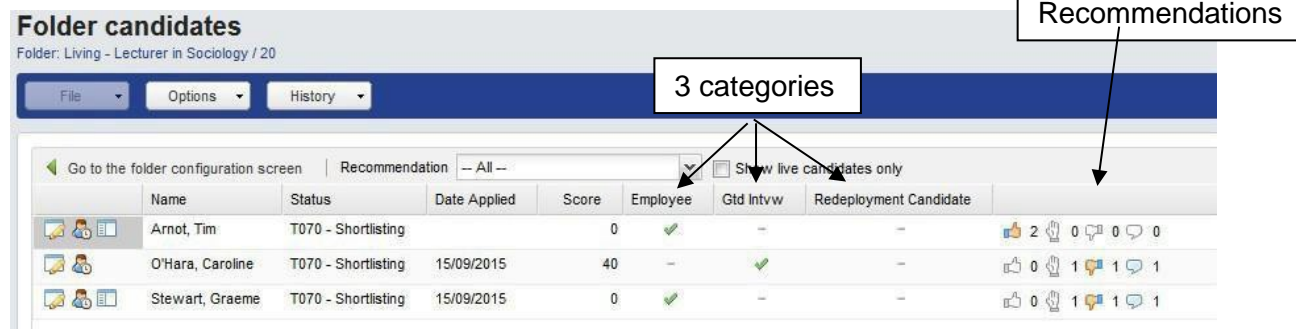 Recommendations
Folder candidates
Folder: Living - Lecturer in Sociology / 20
3 categories
File Options History
Go to the folder configuration screen | Recommendation -- All -- Show live candidates only
Name Status Date Applied Score Employee Gtd Intvw Redeployment Candidate
Arnot, Tim T070 - Shortlisting 0 – – 2 0 0 0
O'Hara, Caroline T070 - Shortlisting 15/09/2015 40 – – 0 1 1 1
Stewart, Graeme T070 - Shortlisting 15/09/2015 0 – – 0 1 1 1